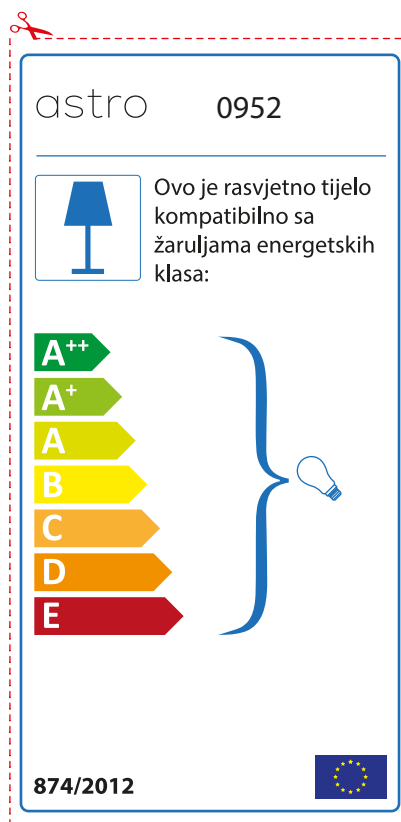 astro 0952
Ovo je rasvjetno tijelo
kompatibilno sa
žaruljama energetskih
klasa:
A++
A+
A
B
C
D
E
874/2012